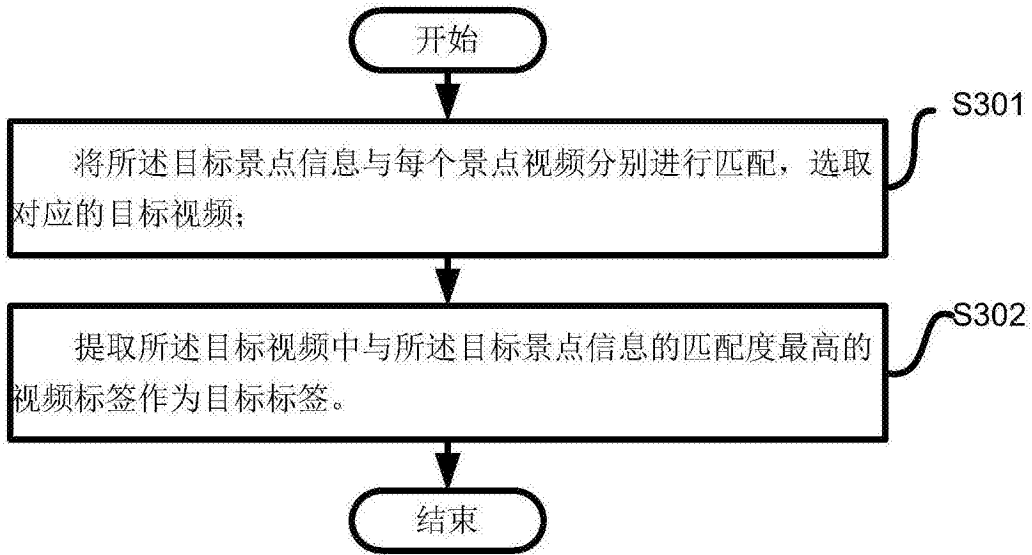 开始
S301
将所述目标景点信息与每个景点视频分别进行匹配，选取
对应的目标视频；
S302
提取所述目标视频中与所述目标景点信息的匹配度最高的
视频标签作为目标标签。
结束